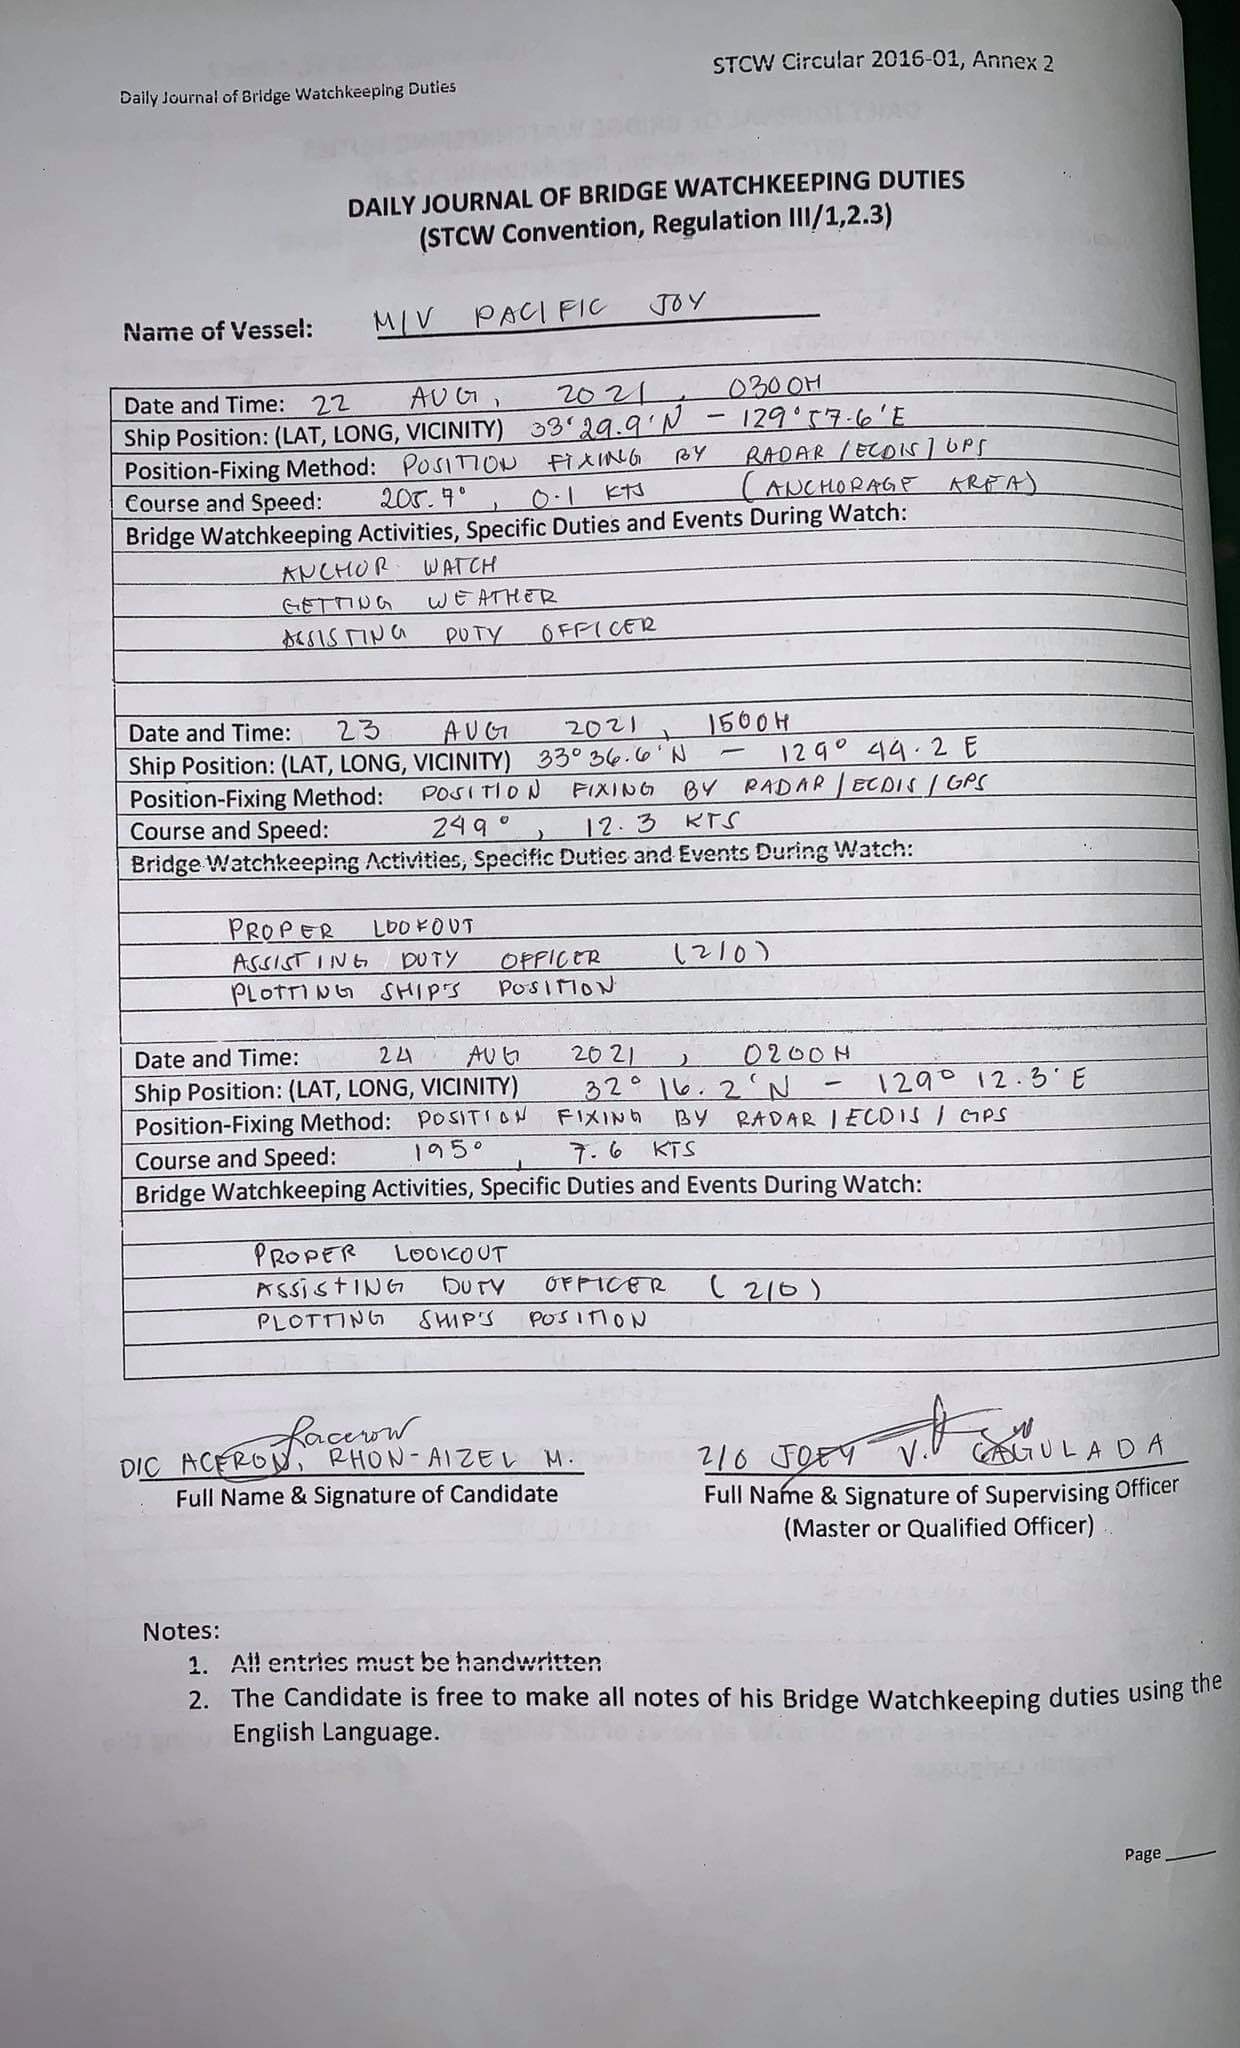 STCW Circular 2016-01, Annex 2
Daily Journal of Bridge Watchkeeping Duties
DAILY JOURNAL OF BRIDGE WATCHKEEPING DUTIES
(STCW Convention, Regulation III/1,2.3)
Name of Vessel: M/V PACIFIC JOY
Date and Time: 22 AUG, 2021, 0300H
Ship Position: (LAT, LONG, VICINITY) 33°29.9'N - 129°57.6'E
Position-Fixing Method: POSITION FIXING BY RADAR / ECDIS / GPS
Course and Speed: 205.9°, 0.1 KTS (ANCHORAGE AREA)
Bridge Watchkeeping Activities, Specific Duties and Events During Watch:
ANCHOR WATCH
GETTING WEATHER
ASSISTING DUTY OFFICER
Date and Time: 23 AUG 2021, 1500H
Ship Position: (LAT, LONG, VICINITY) 33°36.6'N - 129° 44.2 E
Position-Fixing Method: POSITION FIXING BY RADAR / ECDIS / GPS
Course and Speed: 249°, 12.3 KTS
Bridge Watchkeeping Activities, Specific Duties and Events During Watch:
PROPER LOOKOUT
ASSISTING DUTY OFFICER (2/O)
PLOTTING SHIP'S POSITION
Date and Time: 24 AUG 2021, 0200H
Ship Position: (LAT, LONG, VICINITY) 32° 16.2'N - 129° 12.3'E
Position-Fixing Method: POSITION FIXING BY RADAR / ECDIS / GPS
Course and Speed: 195°, 7.6 KTS
Bridge Watchkeeping Activities, Specific Duties and Events During Watch:
PROPER LOOKOUT
ASSISTING DUTY OFFICER (2/O)
PLOTTING SHIP'S POSITION
DIC ACERON, RHON-AIZEL M. 2/O JOEY V. CAGULADA
Full Name & Signature of Candidate Full Name & Signature of Supervising Officer
(Master or Qualified Officer)
Notes:
1. All entries must be handwritten
2. The Candidate is free to make all notes of his Bridge Watchkeeping duties using the
English Language.
Page